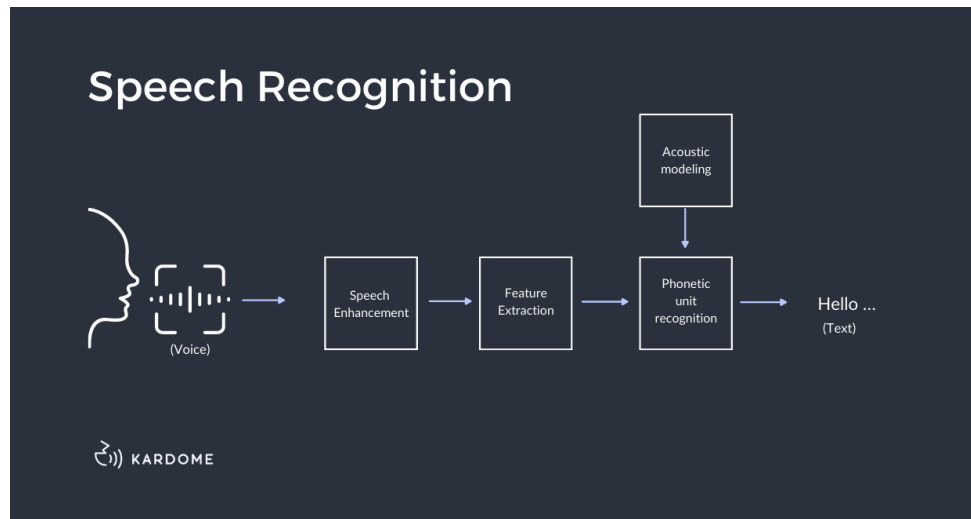 Speech Recognition
Acoustic
modeling
Speech
Enhancement
Feature
Extraction
Phonetic
unit
recognition
Hello ...
(Text)
(Voice)
KARDOME